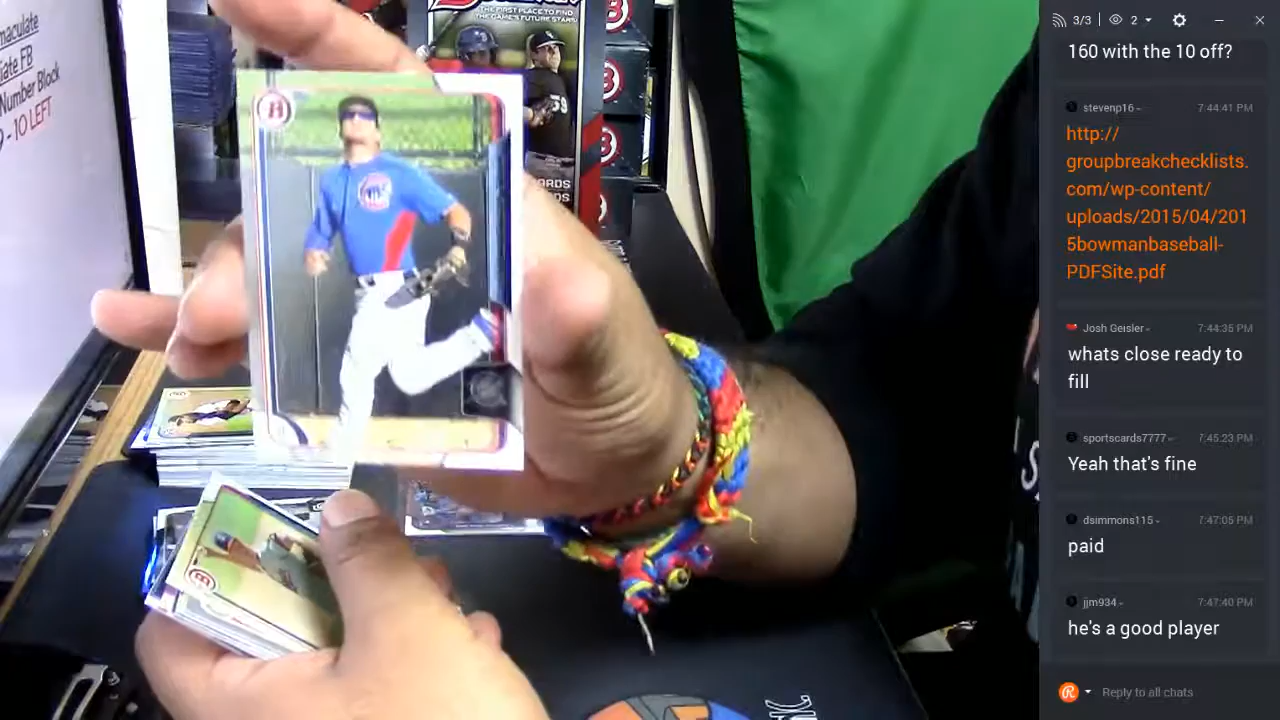 maculate
iate FB
Number Block
9 - 10 LEFT
THE FIRST PLACE TO FIND
THE GAME'S FUTURE STARS
59
B
B
3/3
2
160 with the 10 off?
stevenp16
7:44:41 PM
http://
groupbreakchecklists.
com/wp-content/
uploads/2015/04/201
5bowmanbaseball-
PDFSite.pdf
Josh Geisler
7:44:35 PM
whats close ready to
fill
sportscards7777
7:45:23 PM
Yeah that's fine
dsimmons115
7:47:05 PM
paid
jjm934
7:47:40 PM
he's a good player
Reply to all chats